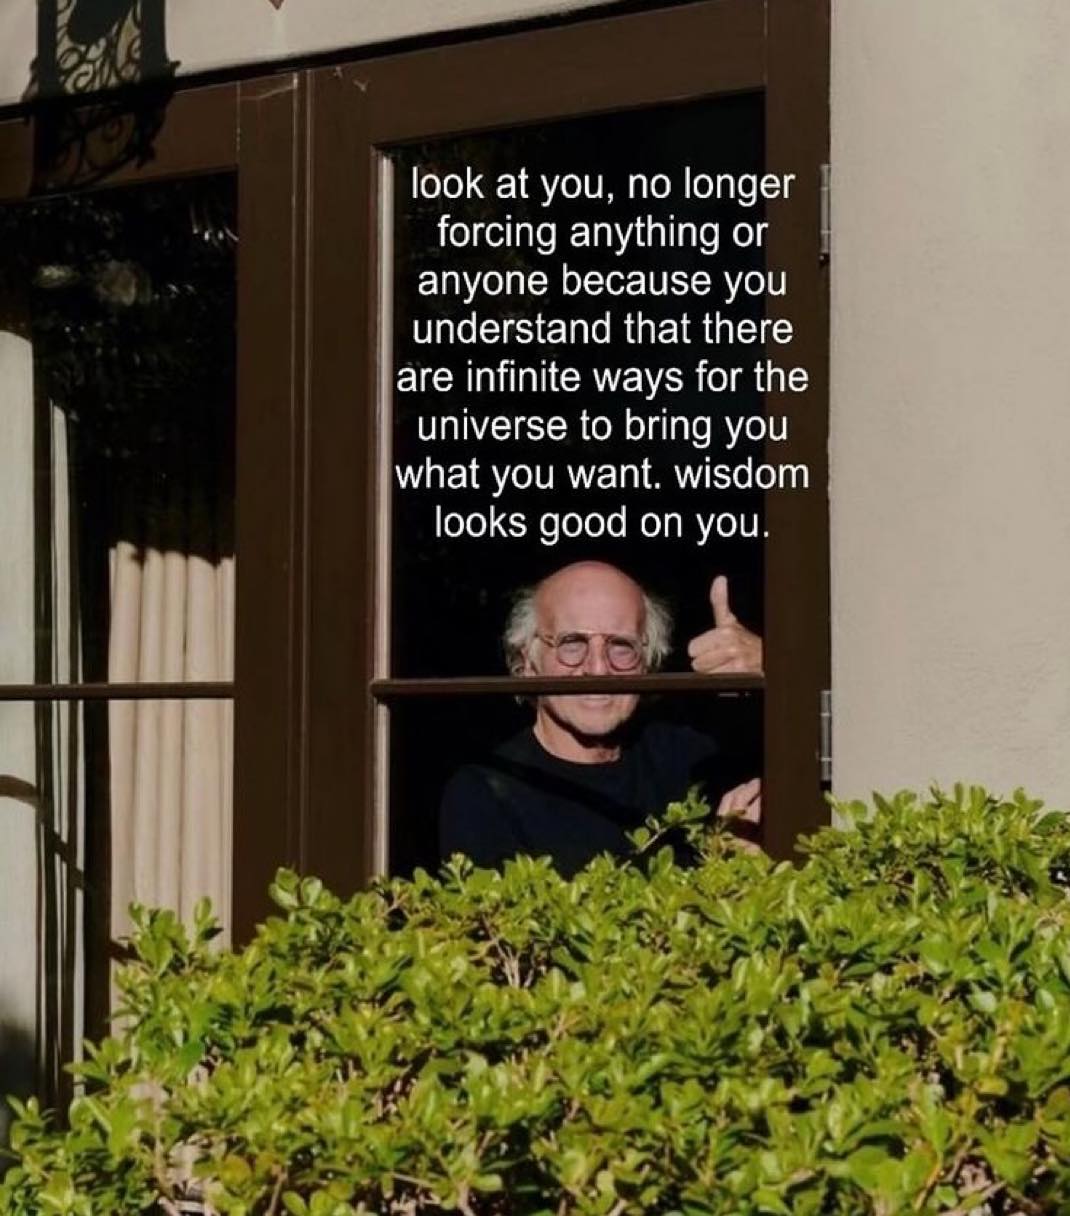 look at you, no longer
forcing anything or
anyone because you
understand that there
are infinite ways for the
universe to bring you
what you want. wisdom
looks good on you.